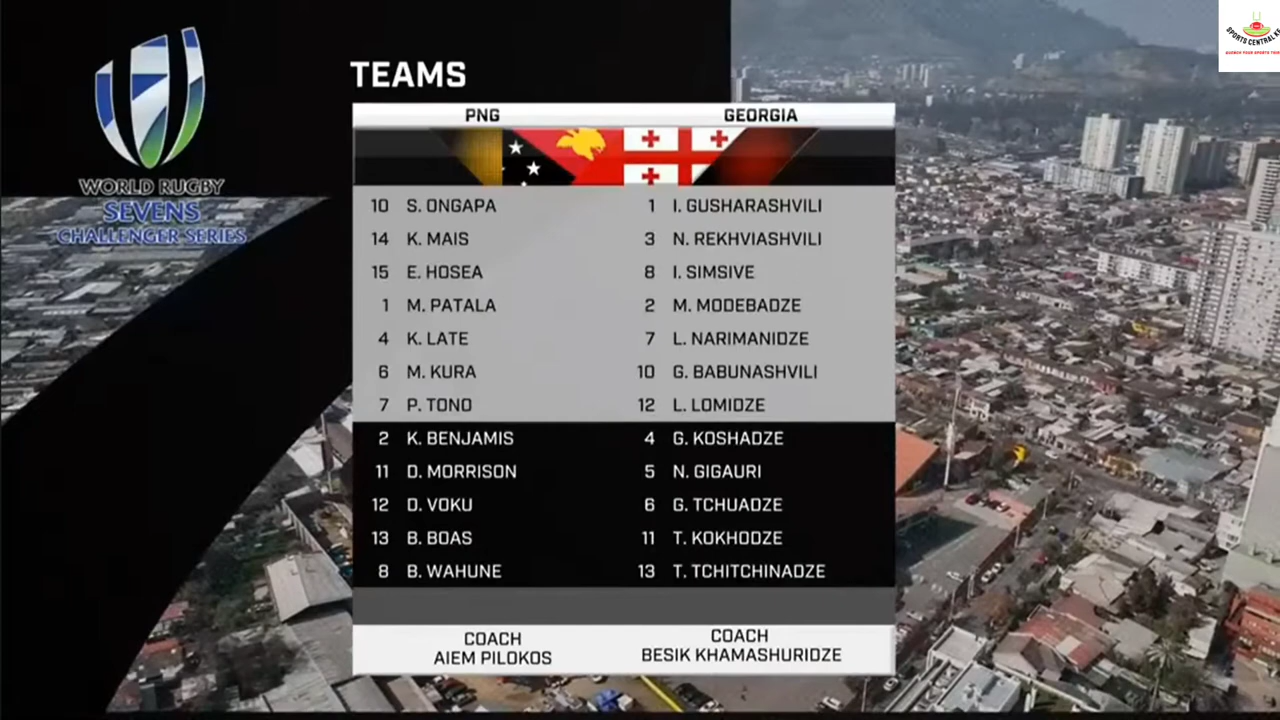 WORLD RUGBY
SEVENS
CHALLENGER SERIES
SPORTS CENTRAL KE
TEAMS
PNG GEORGIA
10 S. ONGAPA 1 I. GUSHARASHVILI
14 K. MAIS 3 N. REKHVIASHVILI
15 E. HOSEA 8 I. SIMSIVE
1 M. PATALA 2 M. MODEBADZE
4 K. LATE 7 L. NARIMANIDZE
6 M. KURA 10 G. BABUNASHVILI
7 P. TONO 12 L. LOMIDZE
2 K. BENJAMIS 4 G. KOSHADZE
11 D. MORRISON 5 N. GIGAURI
12 D. VOKU 6 G. TCHUADZE
13 B. BOAS 11 T. KOKHODZE
8 B. WAHUNE 13 T. TCHITCHINADZE
COACH COACH
AIEM PILOKOS BESIK KHAMASHURIDZE